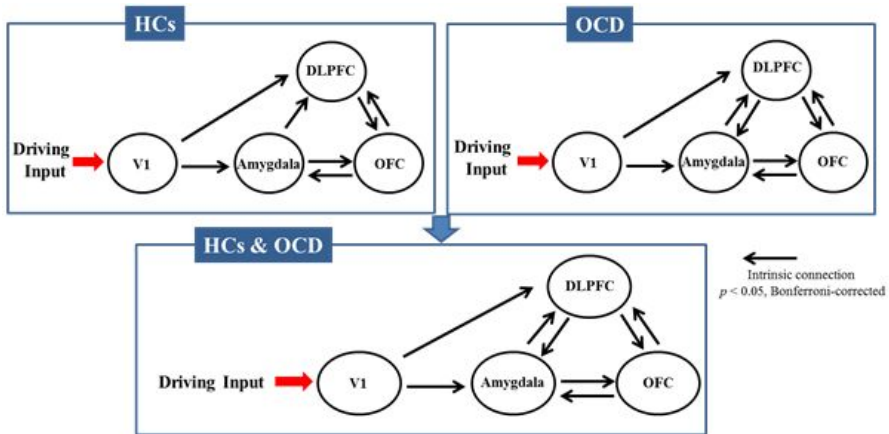 HCs
DLPFC
Driving
Input
V1
Amygdala
OFC
OCD
DLPFC
Driving
Input
V1
Amygdala
OFC
HCs & OCD
DLPFC
Driving Input
V1
Amygdala
OFC
Intrinsic connection
p < 0.05, Bonferroni-corrected